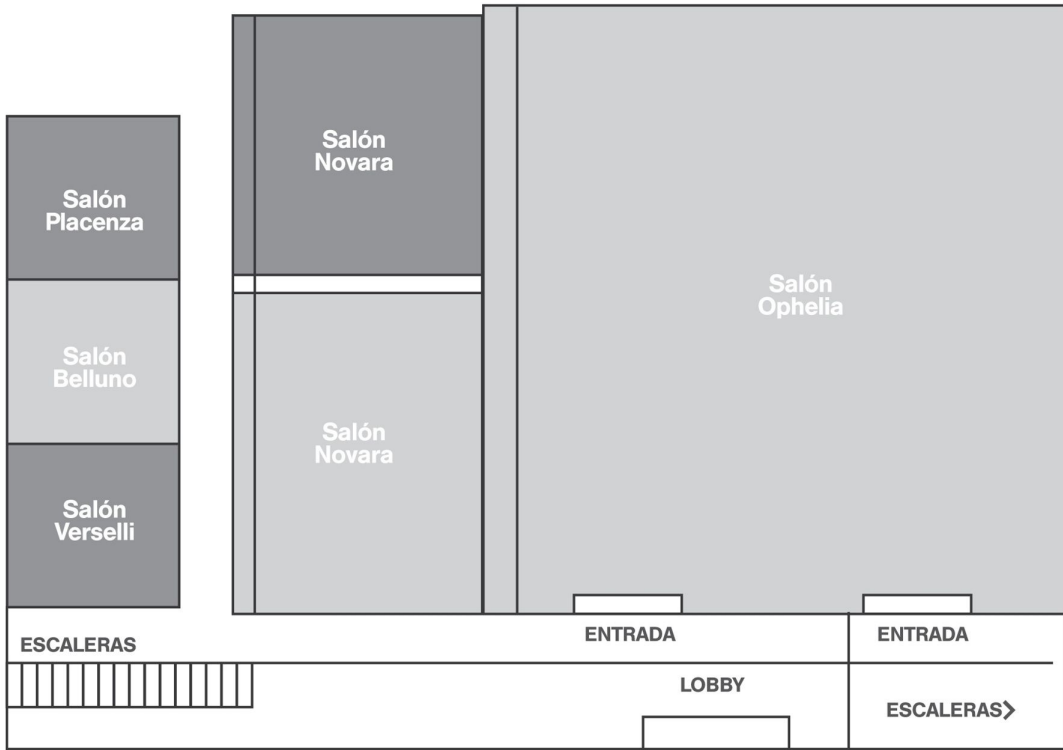 Salón
Placenza
Salón
Belluno
Salón
Verselli
Salón
Novara
Salón
Novara
Salón
Ophelia
ESCALERAS
ENTRADA
ENTRADA
LOBBY
ESCALERAS>